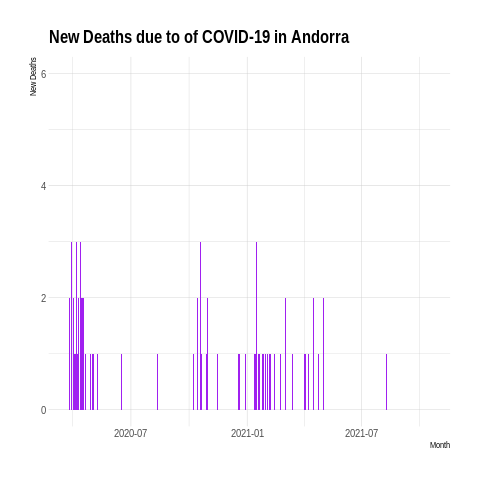 New Deaths due to of COVID-19 in Andorra
New Deaths
6
4
2
0
2020-07
2021-01
2021-07
Month